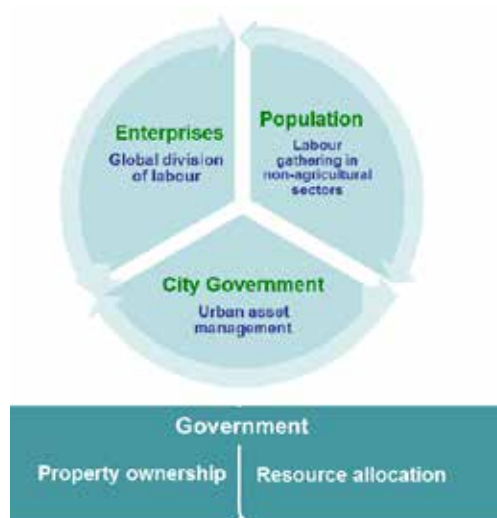 Enterprises
Global division
of labour
Population
Labour
gathering in
non-agricultural
sectors
City Government
Urban asset
management
Government
Property ownership
Resource allocation